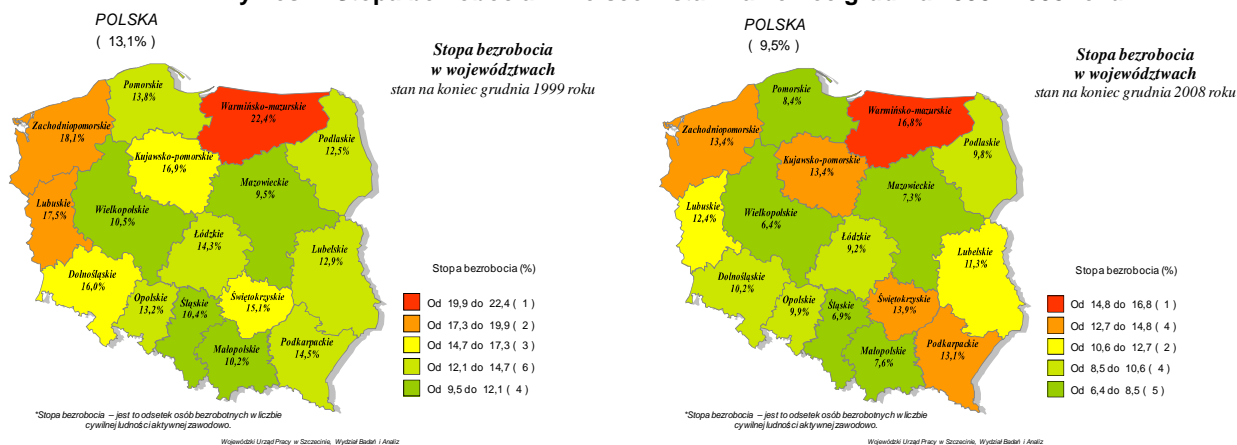 POLSKA
( 13,1%)
Stopa bezrobocia
w województwach
stan na koniec grudnia 1999 roku
Pomorskie
13,8%
Warmińsko-mazurskie
22,4%
Zachodniopomorskie
18,1%
Podlaskie
12,5%
Kujawsko-pomorskie
16,9%
Mazowieckie
9,5%
Lubuskie
17,5%
Wielkopolskie
10,5%
Łódzkie
14,3%
Lubelskie
12,9%
Dolnośląskie
16,0%
Opolskie
13,2%
Śląskie
10,4%
Świętokrzyskie
15,1%
Małopolskie
10,2%
Podkarpackie
14,5%
Stopa bezrobocia (%)
Od 19,9 do 22,4 ( 1)
Od 17,3 do 19,9 ( 2)
Od 14,7 do 17,3 ( 3)
Od 12,1 do 14,7 ( 6)
Od 9,5 do 12,1 ( 4)
*Stopa bezrobocia – jest to odsetek osób bezrobotnych w liczbie
cywilnej ludności aktywnej zawodowo.
Wojewódzki Urząd Pracy w Szczecinie, Wydział Badań i Analiz
POLSKA
( 9,5%)
Stopa bezrobocia
w województwach
stan na koniec grudnia 2008 roku
Pomorskie
8,4%
Warmińsko-mazurskie
16,8%
Zachodniopomorskie
13,4%
Podlaskie
9,8%
Kujawsko-pomorskie
13,4%
Mazowieckie
7,3%
Lubuskie
12,4%
Wielkopolskie
6,4%
Łódzkie
9,2%
Lubelskie
11,3%
Dolnośląskie
10,2%
Opolskie
9,9%
Śląskie
6,9%
Świętokrzyskie
13,9%
Małopolskie
7,6%
Podkarpackie
13,1%
Stopa bezrobocia (%)
Od 14,8 do 16,8 ( 1)
Od 12,7 do 14,8 ( 4)
Od 10,6 do 12,7 ( 2)
Od 8,5 do 10,6 ( 4)
Od 6,4 do 8,5 ( 5)
*Stopa bezrobocia – jest to odsetek osób bezrobotnych w liczbie
cywilnej ludności aktywnej zawodowo.
Wojewódzki Urząd Pracy w Szczecinie, Wydział Badań i Analiz